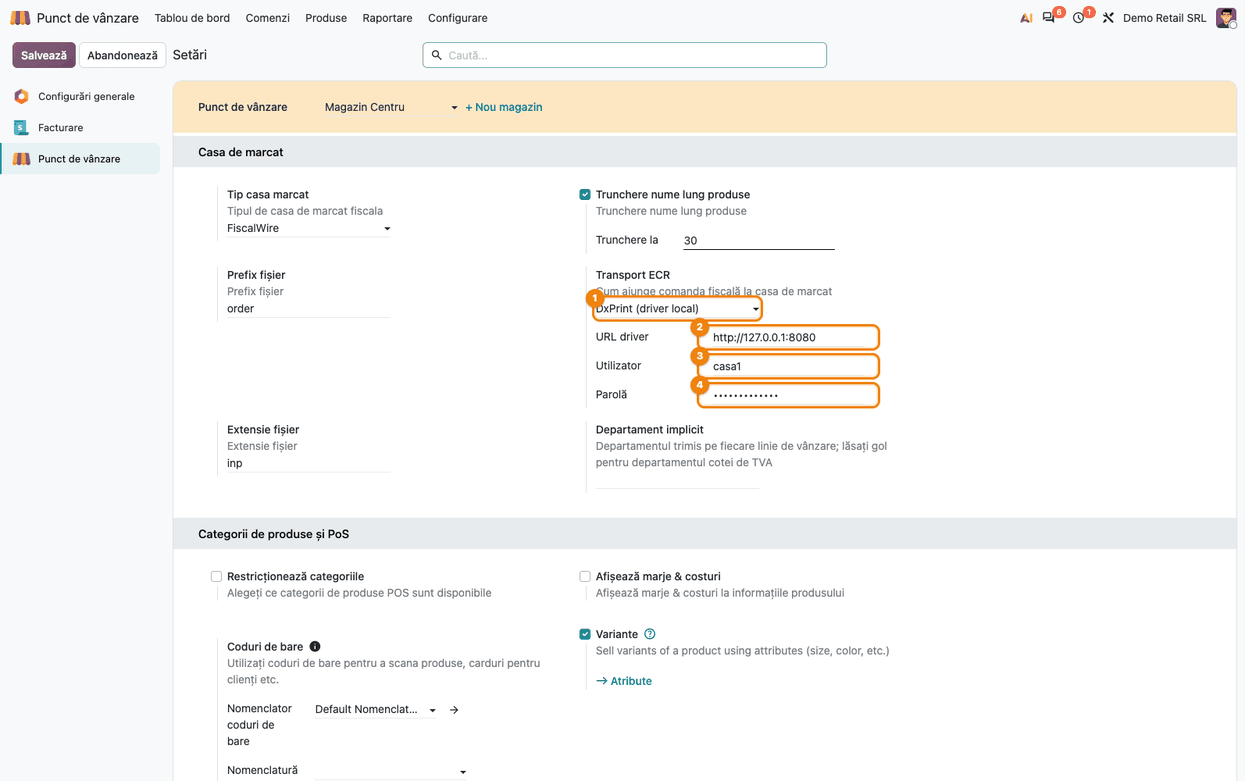 Punct de vânzare Tablou de bord Comenzi Produse Raportare Configurare 6 1 Demo Retail SRL
Salvează Abandonează Setări Caută...
Configurări generale
Facturare
Punct de vânzare
Punct de vânzare Magazin Centru + Nou magazin
Casa de marcat
Tip casa marcat
Tipul de casa de marcat fiscala
FiscalWire
Trunchere nume lung produse
Trunchere nume lung produse
Trunchere la 30
Prefix fișier
Prefix fișier
order
Transport ECR
Cum ajunge comanda fiscală la casa de marcat
1
DxPrint (driver local)
2
URL driver http://127.0.0.1:8080
3
Utilizator casa1
4
Parolă •••••••••••••
Extensie fișier
Extensie fișier
inp
Departament implicit
Departamentul trimis pe fiecare linie de vânzare; lăsați gol
pentru departamentul cotei de TVA
Categorii de produse și PoS
Restricționează categoriile
Alegeți ce categorii de produse POS sunt disponibile
Afișează marje & costuri
Afișează marje & costuri la informațiile produsului
Coduri de bare
Utilizați coduri de bare pentru a scana produse, carduri pentru
clienți etc.
Variante ?
Sell variants of a product using attributes (size, color, etc.)
→ Atribute
Nomenclator
coduri de
bare
Default Nomenclat... →
Nomenclatură